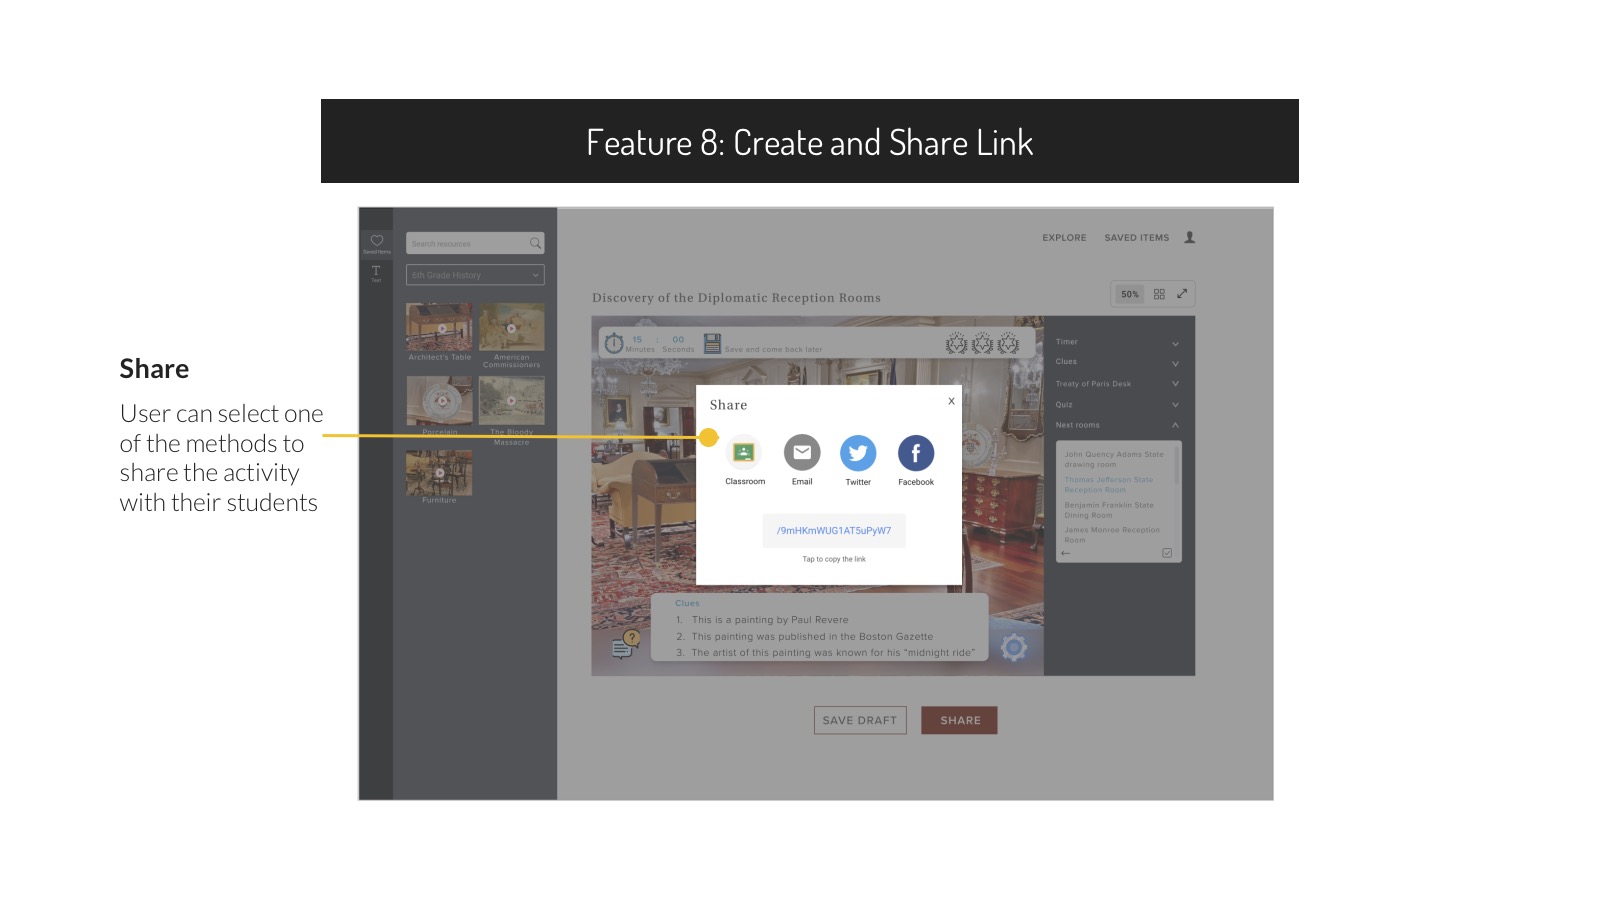 Feature 8: Create and Share Link
Share
User can select one
of the methods to
share the activity
with their students
Saved items
Text
Search resources
6th Grade History
Architect's Table
American
Commissioners
Porcelain
The Bloody
Massacre
Furniture
EXPLORE SAVED ITEMS
Discovery of the Diplomatic Reception Rooms
50%
15 : 00
Minutes Seconds
Save and come back later
Timer
Clues
Treaty of Paris Desk
Quiz
Next rooms
John Quency Adams State
drawing room
Thomas Jefferson State
Reception Room
Benjamin Franklin State
Dining Room
James Monroe Reception
Room
Share
X
Classroom Email Twitter Facebook
/9mHKmWUG1AT5uPyW7
Tap to copy the link
Clues
1. This is a painting by Paul Revere
2. This painting was published in the Boston Gazette
3. The artist of this painting was known for his “midnight ride”
SAVE DRAFT
SHARE